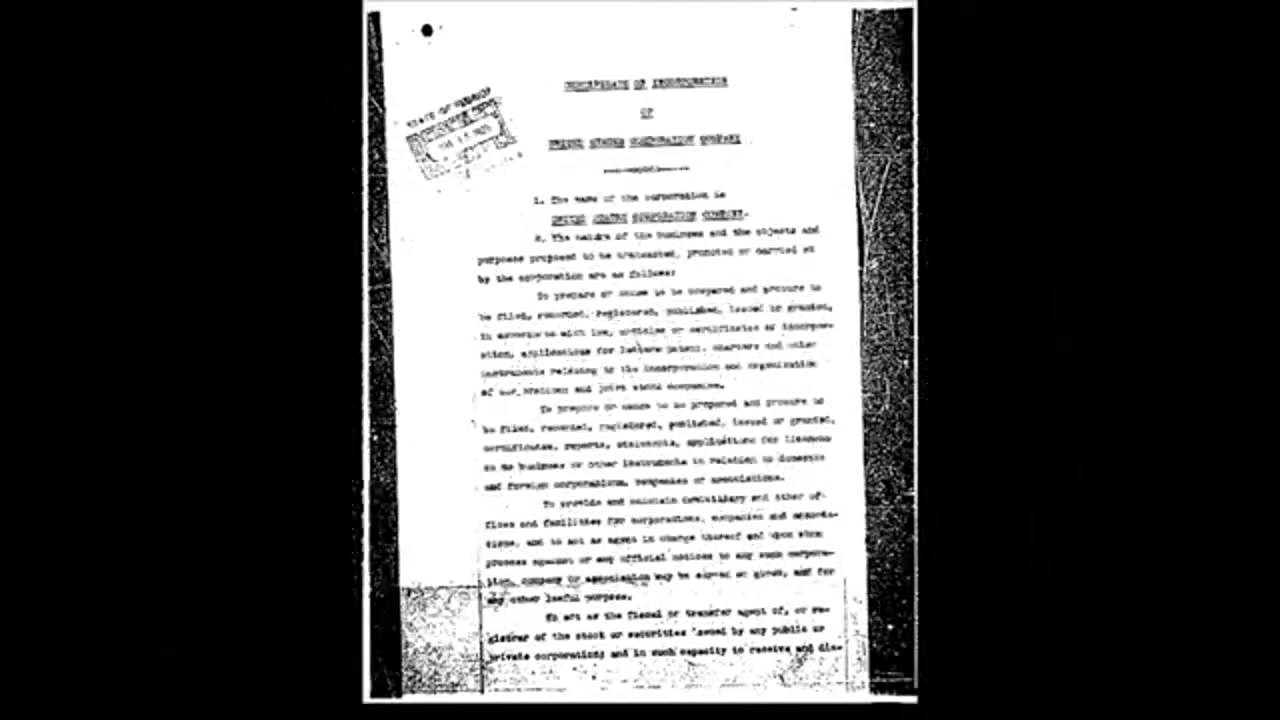 CERTIFICATE OF INCORPORATION
OF
UNITED STATES CORPORATION COMPANY
1. The name of the corporation is
UNITED STATES CORPORATION COMPANY.
2. The nature of the business and the objects and
purposes proposed to be transacted, promoted or carried on
by the corporation are as follows:
To prepare or cause to be prepared and procure to
be filed, recorded, registered, published, issued or granted,
in accordance with law, articles or certificates of incorpor-
ation, applications for letters patent, charters and other
instruments relating to the incorporation and organization
of corporations and joint stock companies.
To prepare or cause to be prepared and procure to
be filed, recorded, registered, published, issued or granted,
certificates, reports, statements, applications for licenses
to do business or other instruments in relation to domestic
and foreign corporations, companies or associations.
To provide and maintain domiciliary and other of-
fices and facilities for corporations, companies and associa-
tions, and to act as agent in charge thereof and upon whom
process against or any official notices to any such corpora-
tion, company or association may be served or given, and for
any other lawful purpose.
To act as the fiscal or transfer agent of, or re-
gistrar of the stock or securities issued by any public or
private corporation; and in such capacity to receive and dis-